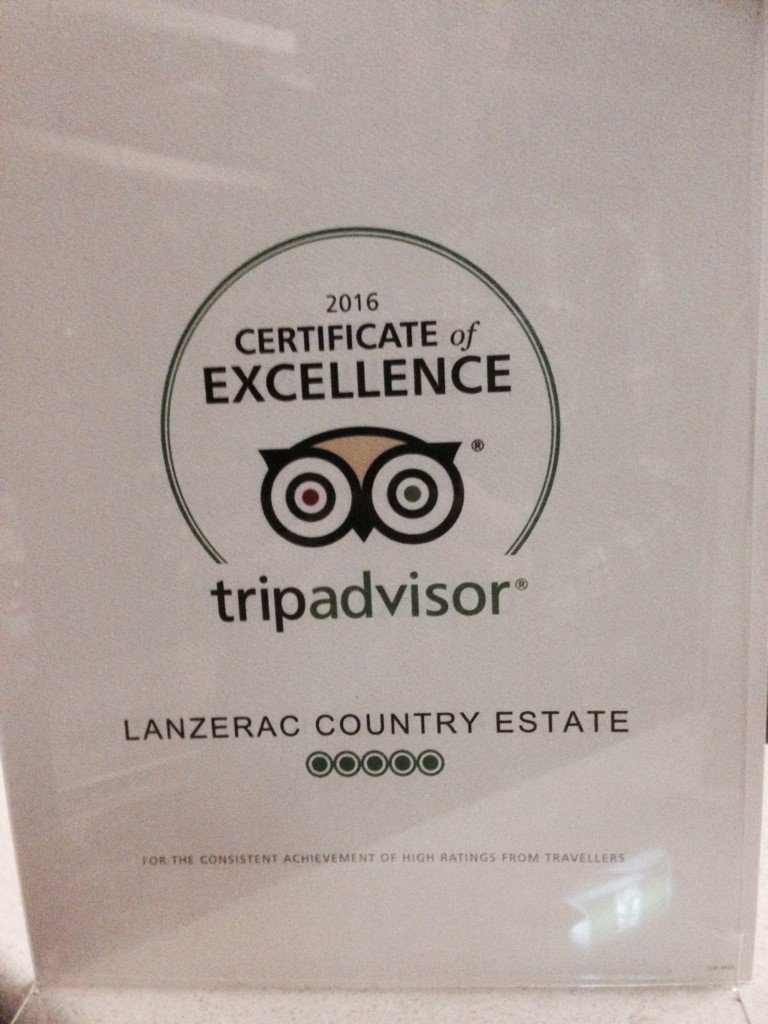 2016
CERTIFICATE of
EXCELLENCE
®
tripadvisor®
LANZERAC COUNTRY ESTATE
FOR THE CONSISTENT ACHIEVEMENT OF HIGH RATINGS FROM TRAVELLERS